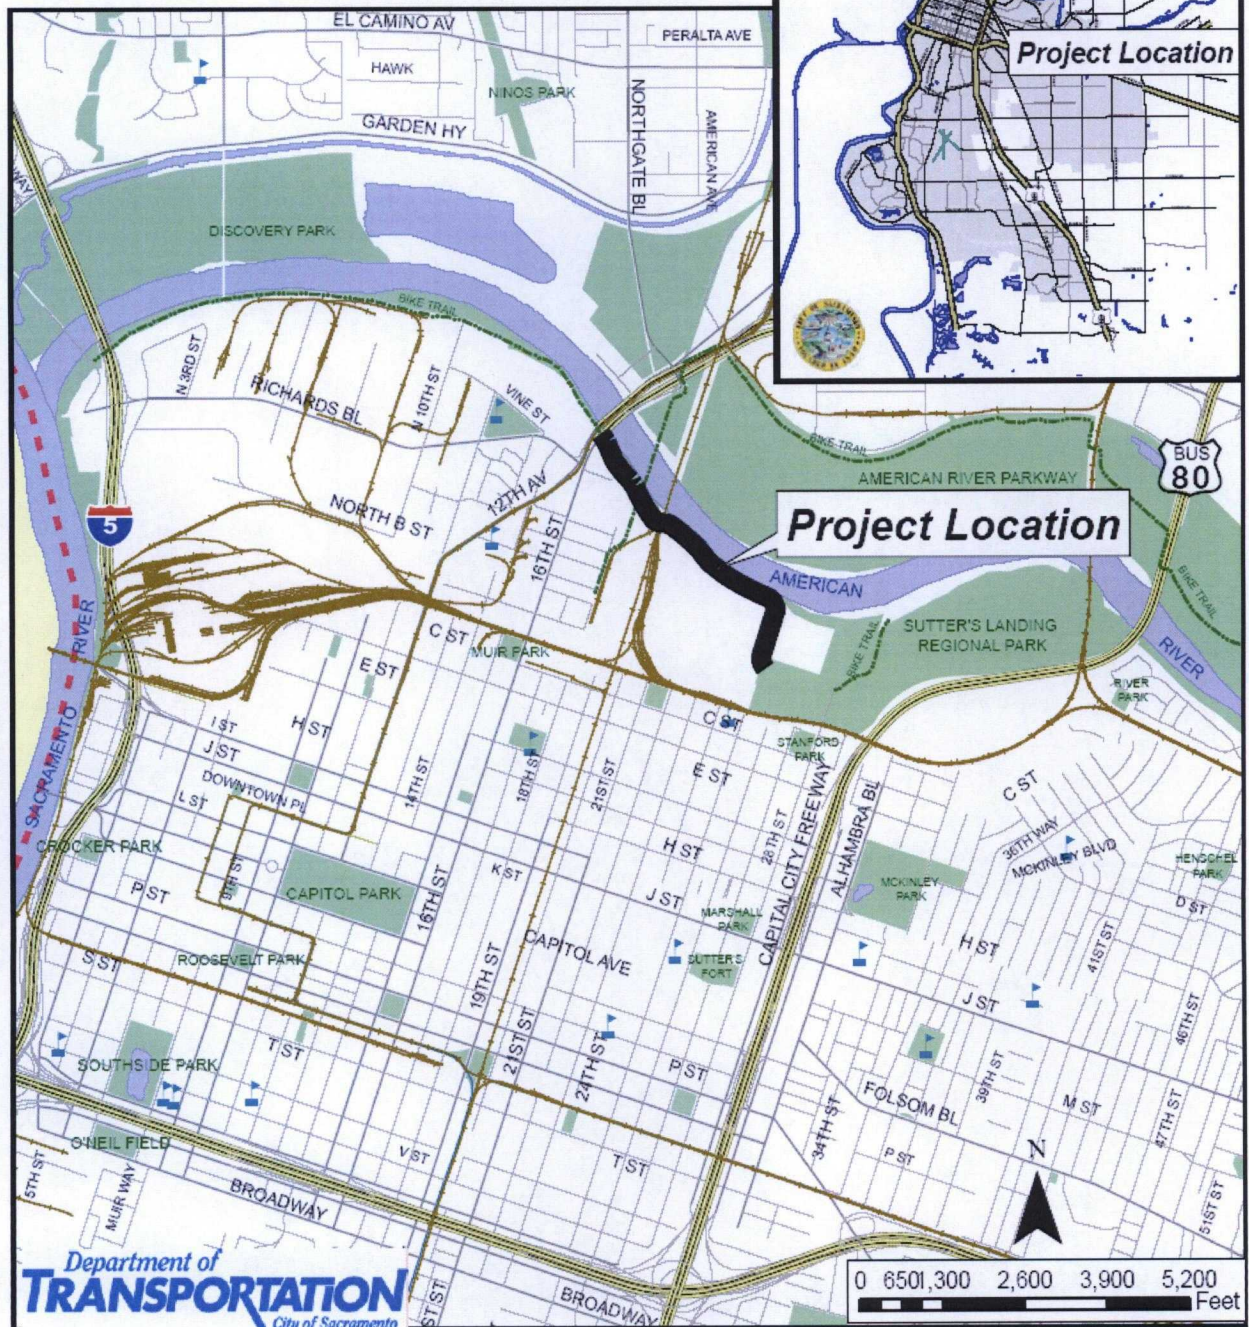 EL CAMINO AV
PERALTA AVE
HAWK
NINOS PARK
NORTHGATE BL
AMERICAN AVE
GARDEN HY
WAY
Project Location
DISCOVERY PARK
BIKE TRAIL
N 3RD ST
RICHARDS BL
N 10TH ST
VINE ST
BIKE TRAIL
BUS
80
AMERICAN RIVER PARKWAY
12TH AV
NORTH B ST
16TH ST
Project Location
5
AMERICAN
BIKE TRAIL
RIVER
SACRAMENTO RIVER
C ST
MUIR PARK
E ST
BIKE TRAIL
SUTTER'S LANDING
REGIONAL PARK
RIVER
PARK
I ST
H ST
J ST
DOWNTOWN PL
L ST
14TH ST
18TH ST
21ST ST
C ST
STANFORD
PARK
E ST
C ST
CROCKER PARK
P ST
9TH ST
CAPITOL PARK
16TH ST
K ST
H ST
J ST
28TH ST
CAPITAL CITY FREEWAY
ALHAMBRA BL
36TH WAY
MCKINLEY BLVD
HENSCHEL
PARK
MCKINLEY
PARK
D ST
MARSHALL
PARK
CAPITOL AVE
SUTTER'S
FORT
H ST
41ST ST
S ST
ROOSEVELT PARK
19TH ST
J ST
46TH ST
SOUTHSIDE PARK
T ST
21ST ST
24TH ST
P ST
39TH ST
FOLSOM BL
M ST
47TH ST
34TH ST
P ST
O'NEIL FIELD
V ST
T ST
5TH ST
MUIR WAY
BROADWAY
N
51ST ST
Department of
TRANSPORTATION
City of Sacramento
ST ST
BROADWAY
0 650 1,300 2,600 3,900 5,200
Feet